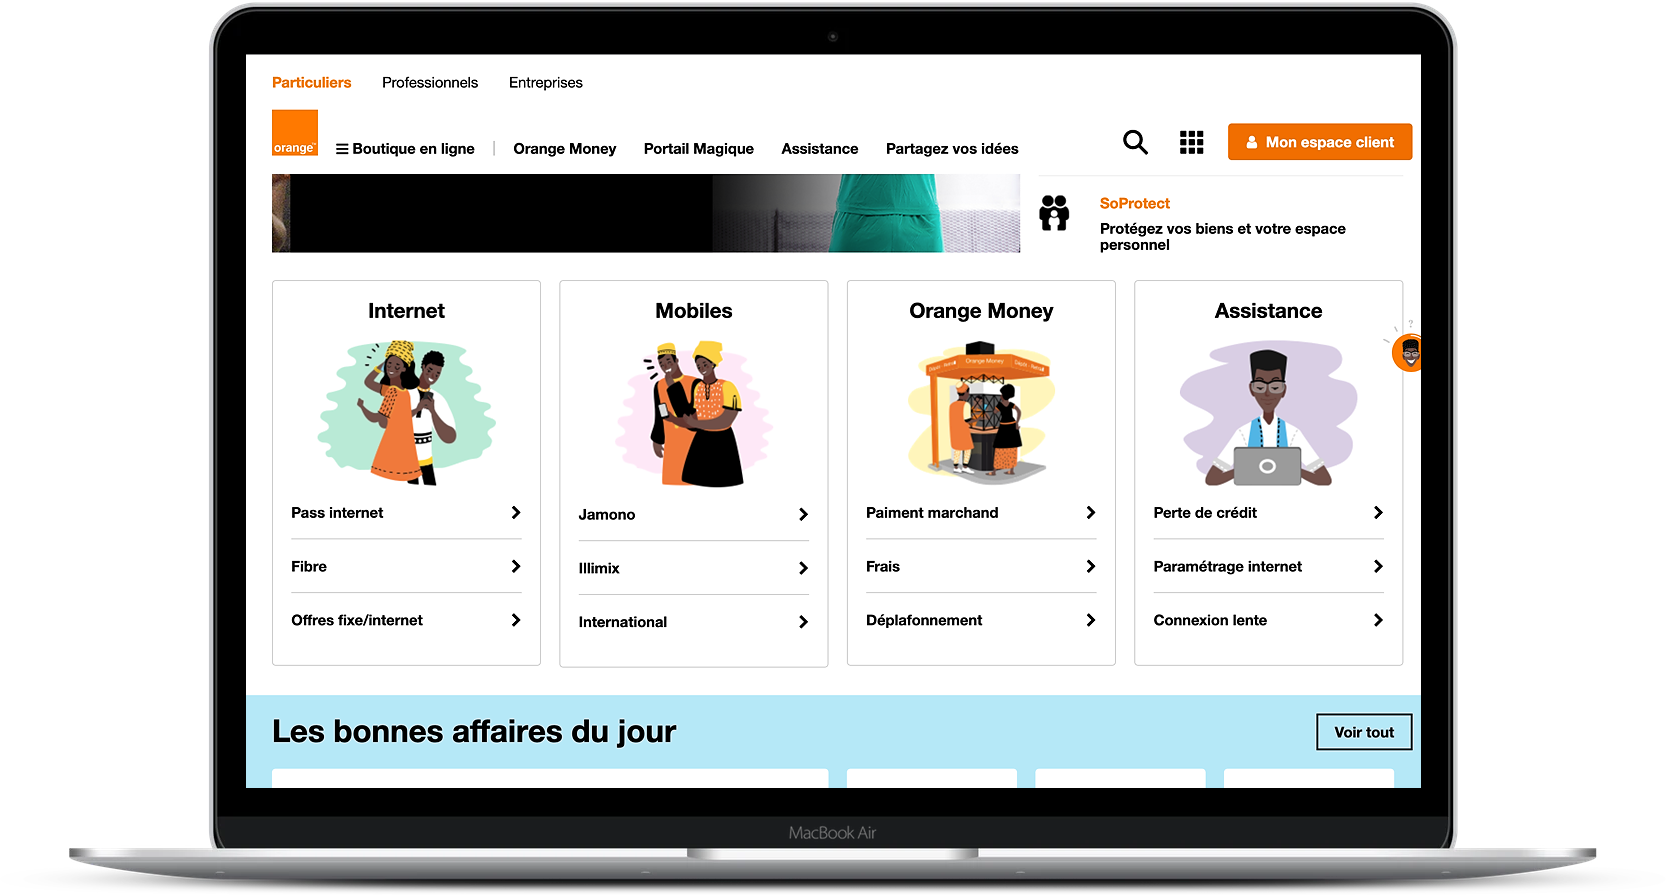 Particuliers Professionnels Entreprises
orange™
Boutique en ligne Orange Money Portail Magique Assistance Partagez vos idées
Mon espace client
SoProtect
Protégez vos biens et votre espace
personnel
Internet
Pass internet
Fibre
Offres fixe/internet
Mobiles
Jamono
Illimix
International
Orange Money
Orange Money
Paiment marchand
Frais
Déplafonnement
Assistance
?
Perte de crédit
Paramétrage internet
Connexion lente
Les bonnes affaires du jour
Voir tout
MacBook Air